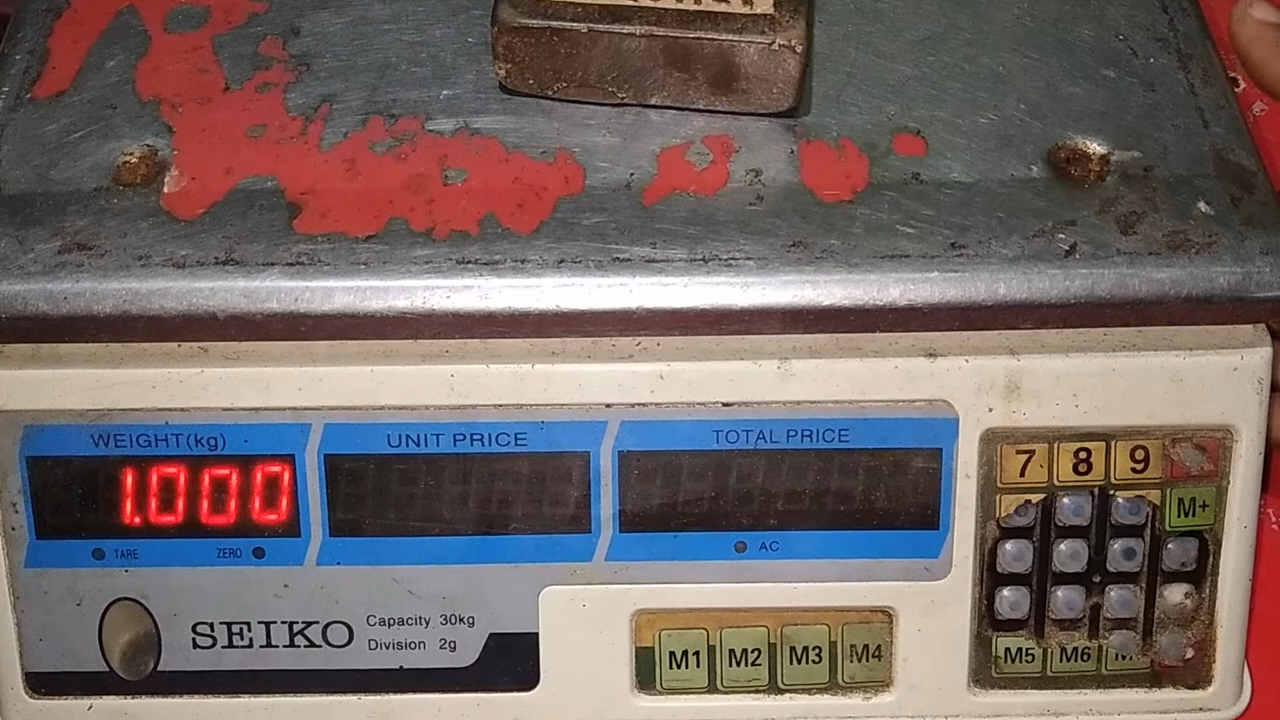 WEIGHT(kg)
UNIT PRICE
TOTAL PRICE
1.000
TARE
ZERO
AC
SEIKO
Capacity 30kg
Division 2g
M1 M2 M3 M4
7 8 9
M+
M5 M6